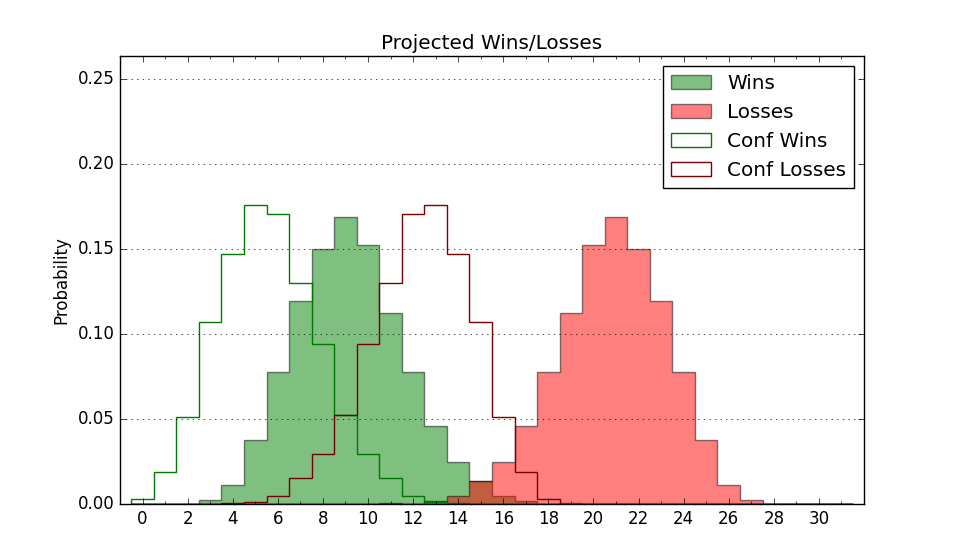 Projected Wins/Losses
0.25
0.20
0.15
0.10
0.05
0.00
Probability
Wins
Losses
Conf Wins
Conf Losses
0 2 4 6 8 10 12 14 16 18 20 22 24 26 28 30